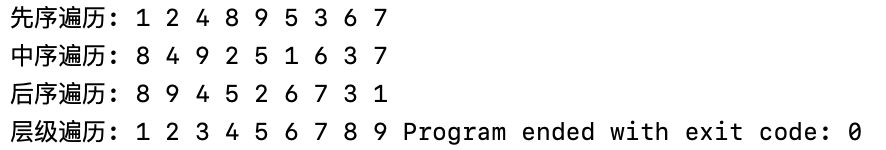 先序遍历: 1 2 4 8 9 5 3 6 7
中序遍历: 8 4 9 2 5 1 6 3 7
后序遍历: 8 9 4 5 2 6 7 3 1
层级遍历: 1 2 3 4 5 6 7 8 9 Program ended with exit code: 0